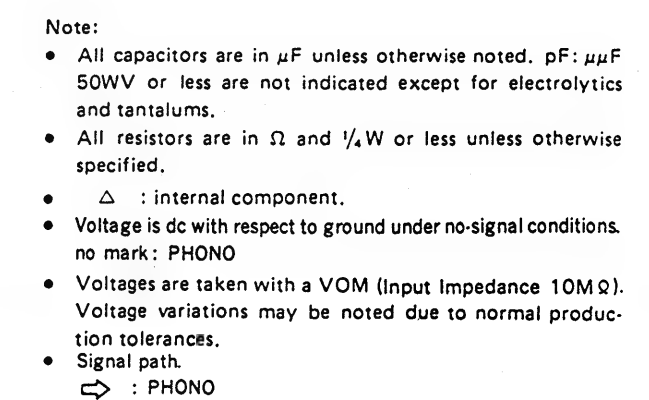 Note:
• All capacitors are in μF unless otherwise noted. pF: μμF
50WV or less are not indicated except for electrolytics
and tantalums.
• All resistors are in Ω and 1/4 W or less unless otherwise
specified.
• △ : internal component.
• Voltage is dc with respect to ground under no-signal conditions.
no mark: PHONO
• Voltages are taken with a VOM (Input Impedance 10MΩ).
Voltage variations may be noted due to normal produc-
tion tolerances.
• Signal path.
⇨ : PHONO